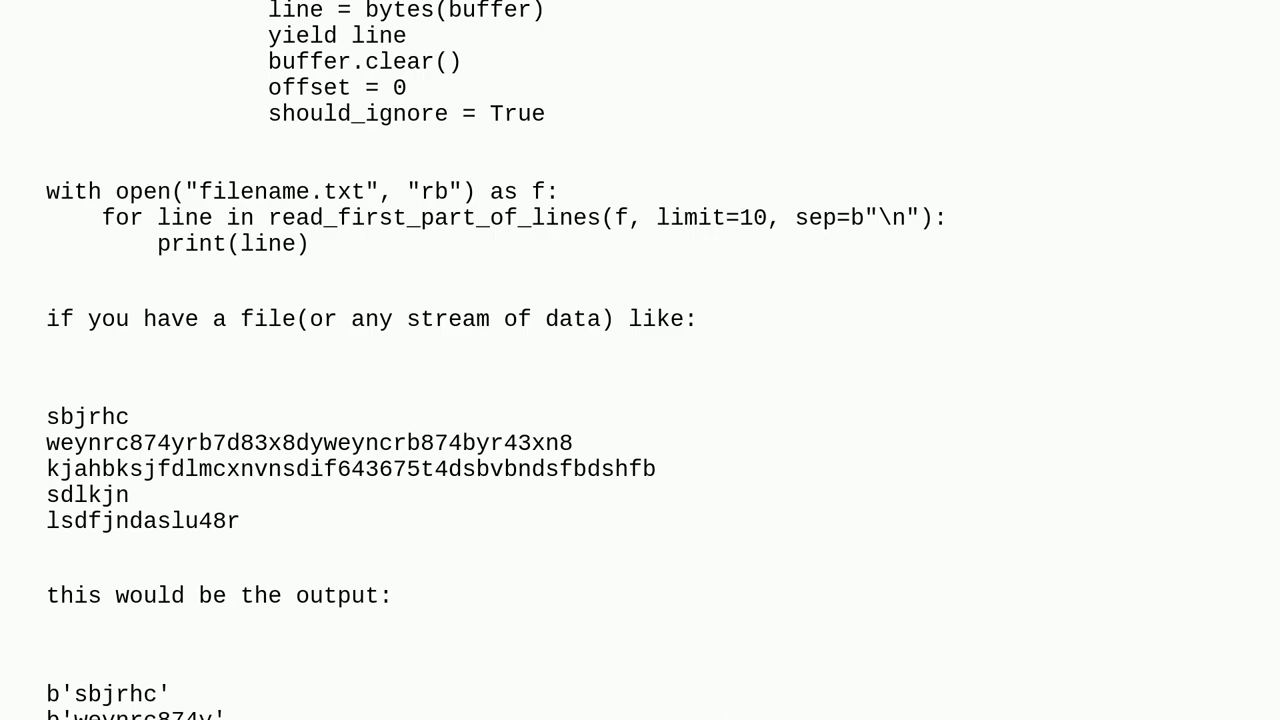 line = bytes(buffer)
yield line
buffer.clear()
offset = 0
should_ignore = True
with open("filename.txt", "rb") as f:
for line in read_first_part_of_lines(f, limit=10, sep=b"\n"):
print(line)
if you have a file(or any stream of data) like:
sbjrhc
weynrc874yrb7d83x8dyweyncrb874byr43xn8
kjahbksjfdlmcxnvnsdif643675t4dsbvbndsfbdshfb
sdlkjn
lsdfjndaslu48r
this would be the output:
b'sbjrhc'
b'weynrc874y'